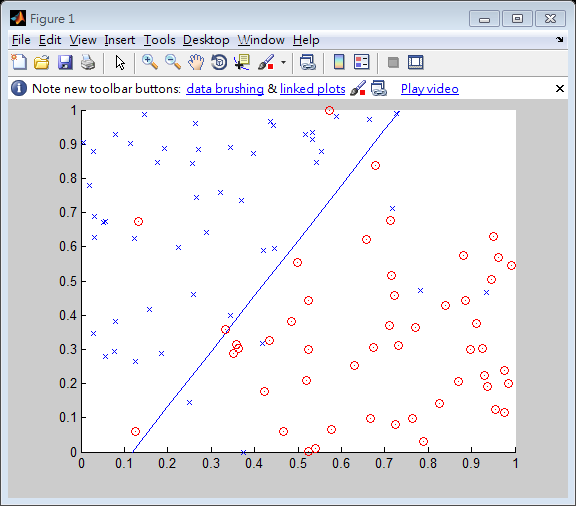 Figure 1
File Edit View Insert Tools Desktop Window Help
Note new toolbar buttons: data brushing & linked plots Play video
1
0.9
0.8
0.7
0.6
0.5
0.4
0.3
0.2
0.1
0
0 0.1 0.2 0.3 0.4 0.5 0.6 0.7 0.8 0.9 1